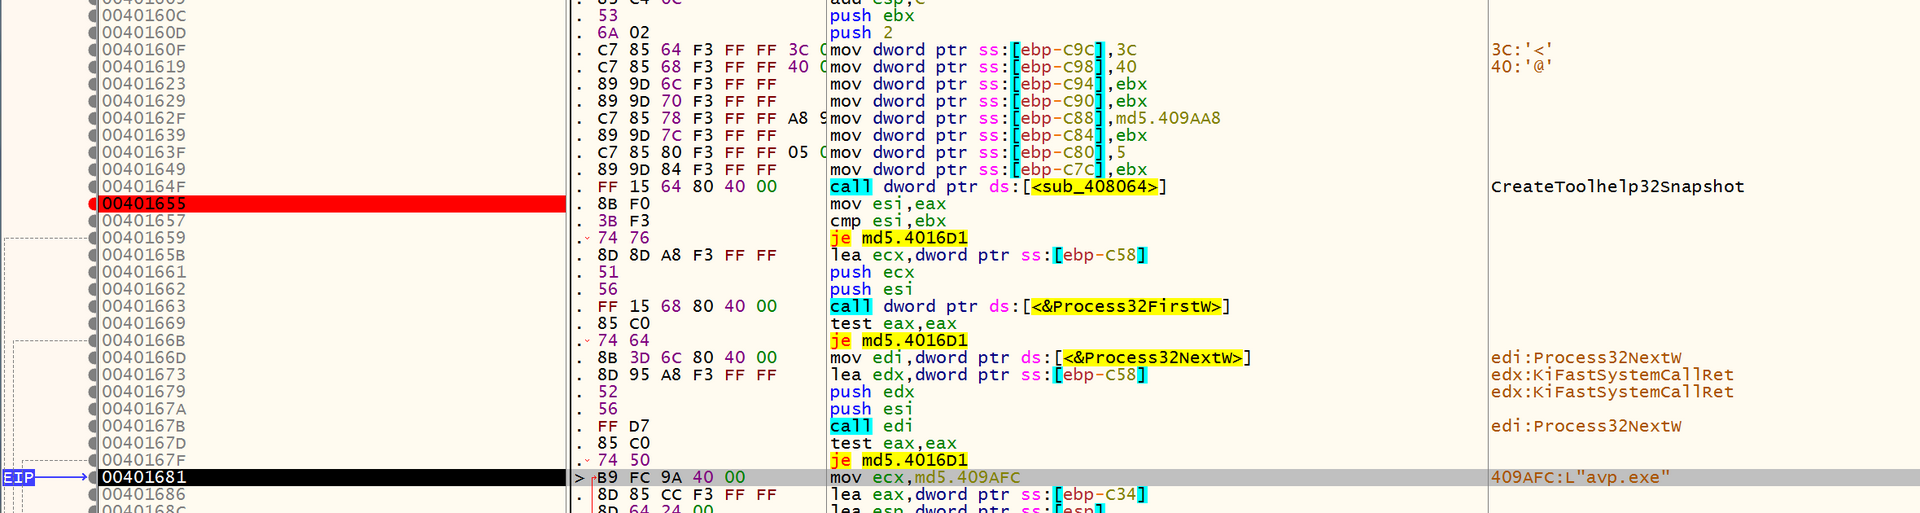 add esp,C
0040160C . 53 push ebx
0040160D . 6A 02 push 2
0040160F . C7 85 64 F3 FF FF 3C mov dword ptr ss:[ebp-C9C],3C 3C:'<'
00401619 . C7 85 68 F3 FF FF 40 mov dword ptr ss:[ebp-C98],40 40:'@'
00401623 . 89 9D 6C F3 FF FF mov dword ptr ss:[ebp-C94],ebx
00401629 . 89 9D 70 F3 FF FF mov dword ptr ss:[ebp-C90],ebx
0040162F . C7 85 78 F3 FF FF A8 mov dword ptr ss:[ebp-C88],md5.409AA8
00401639 . 89 9D 7C F3 FF FF mov dword ptr ss:[ebp-C84],ebx
0040163F . C7 85 80 F3 FF FF 05 mov dword ptr ss:[ebp-C80],5
00401649 . 89 9D 84 F3 FF FF mov dword ptr ss:[ebp-C7C],ebx
0040164F . FF 15 64 80 40 00 call dword ptr ds:[<sub_408064>] CreateToolhelp32Snapshot
00401655 . 8B F0 mov esi,eax
00401657 . 3B F3 cmp esi,ebx
00401659 . 74 76 je md5.4016D1
0040165B . 8D 8D A8 F3 FF FF lea ecx,dword ptr ss:[ebp-C58]
00401661 . 51 push ecx
00401662 . 56 push esi
00401663 . FF 15 68 80 40 00 call dword ptr ds:[<&Process32FirstW>]
00401669 . 85 C0 test eax,eax
0040166B . 74 64 je md5.4016D1
0040166D . 8B 3D 6C 80 40 00 mov edi,dword ptr ds:[<&Process32NextW>] edi:Process32NextW
00401673 . 8D 95 A8 F3 FF FF lea edx,dword ptr ss:[ebp-C58] edx:KiFastSystemCallRet
00401679 . 52 push edx edx:KiFastSystemCallRet
0040167A . 56 push esi
0040167B . FF D7 call edi edi:Process32NextW
0040167D . 85 C0 test eax,eax
0040167F . 74 50 je md5.4016D1
EIP 00401681 > B9 FC 9A 40 00 mov ecx,md5.409AFC 409AFC:L"avp.exe"
00401686 . 8D 85 CC F3 FF FF lea eax,dword ptr ss:[ebp-C34]
0040168C . 8D 64 24 00 lea esp,dword ptr ss:[esp]